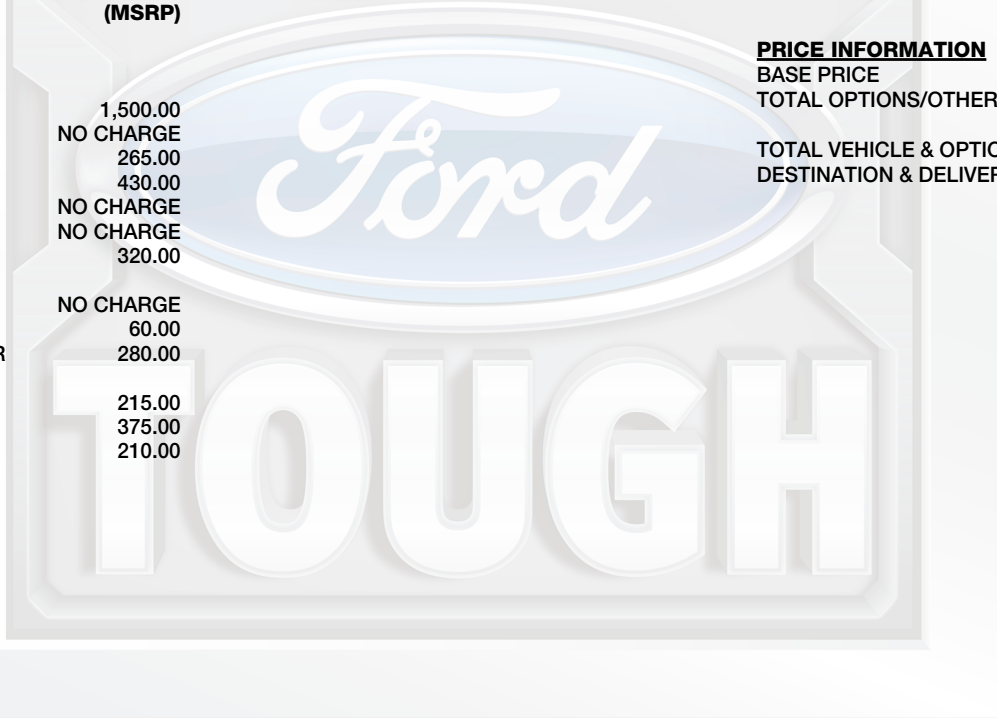 (MSRP)
1,500.00
NO CHARGE
265.00
430.00
NO CHARGE
NO CHARGE
320.00
NO CHARGE
60.00
R 280.00
215.00
375.00
210.00
PRICE INFORMATION
BASE PRICE
TOTAL OPTIONS/OTHER
TOTAL VEHICLE & OPTIO
DESTINATION & DELIVER
Ford
TOUGH